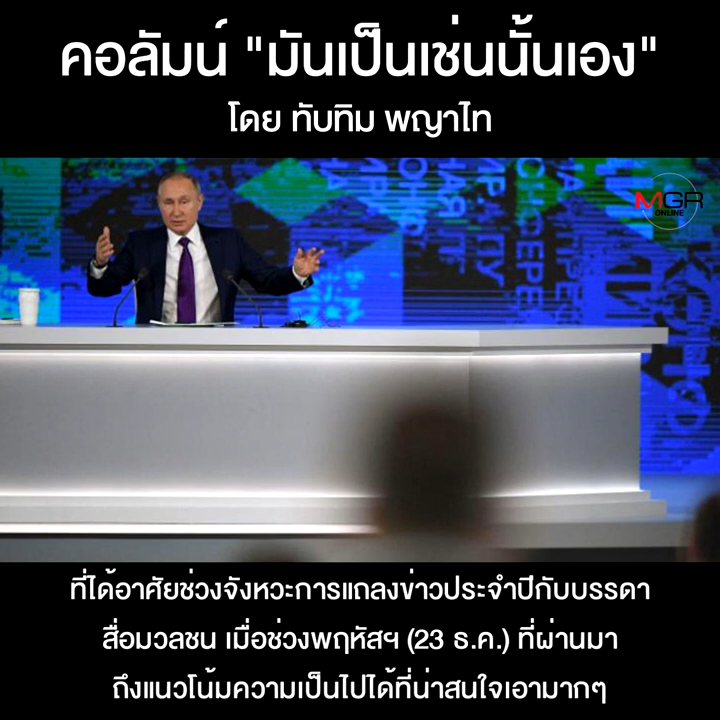 คอลัมน์ "มันเป็นเช่นนั้นเอง"
โดย ทับทิม พญาไท
MGR
ONLINE
ที่ได้อาศัยช่วงจังหวะการแถลงข่าวประจำปีกับบรรดา
สื่อมวลชน เมื่อช่วงพฤหัสฯ (23 ธ.ค.) ที่ผ่านมา
ถึงแนวโน้มความเป็นไปได้ที่น่าสนใจเอามากๆ